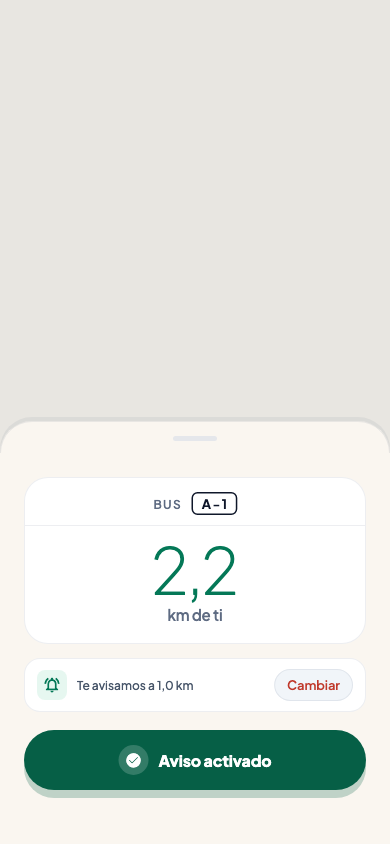 BUS A-1
2,2
km de ti
Te avisamos a 1,0 km
Cambiar
Aviso activado